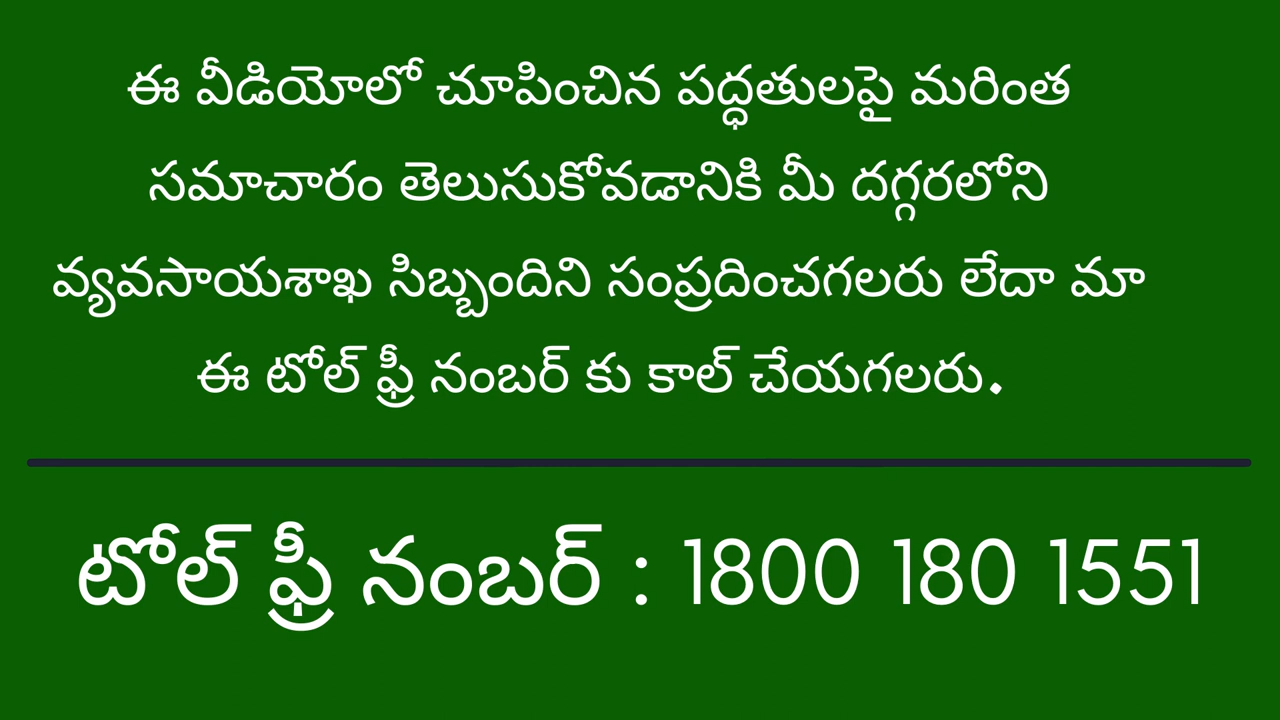 ఈ వీడియోలో చూపించిన పద్ధతులపై మరింత
సమాచారం తెలుసుకోవడానికి మీ దగ్గరలోని
వ్యవసాయశాఖ సిబ్బందిని సంప్రదించగలరు లేదా మా
ఈ టోల్ ఫ్రీ నంబర్ కు కాల్ చేయగలరు.
టోల్ ఫ్రీ నంబర్ : 1800 180 1551